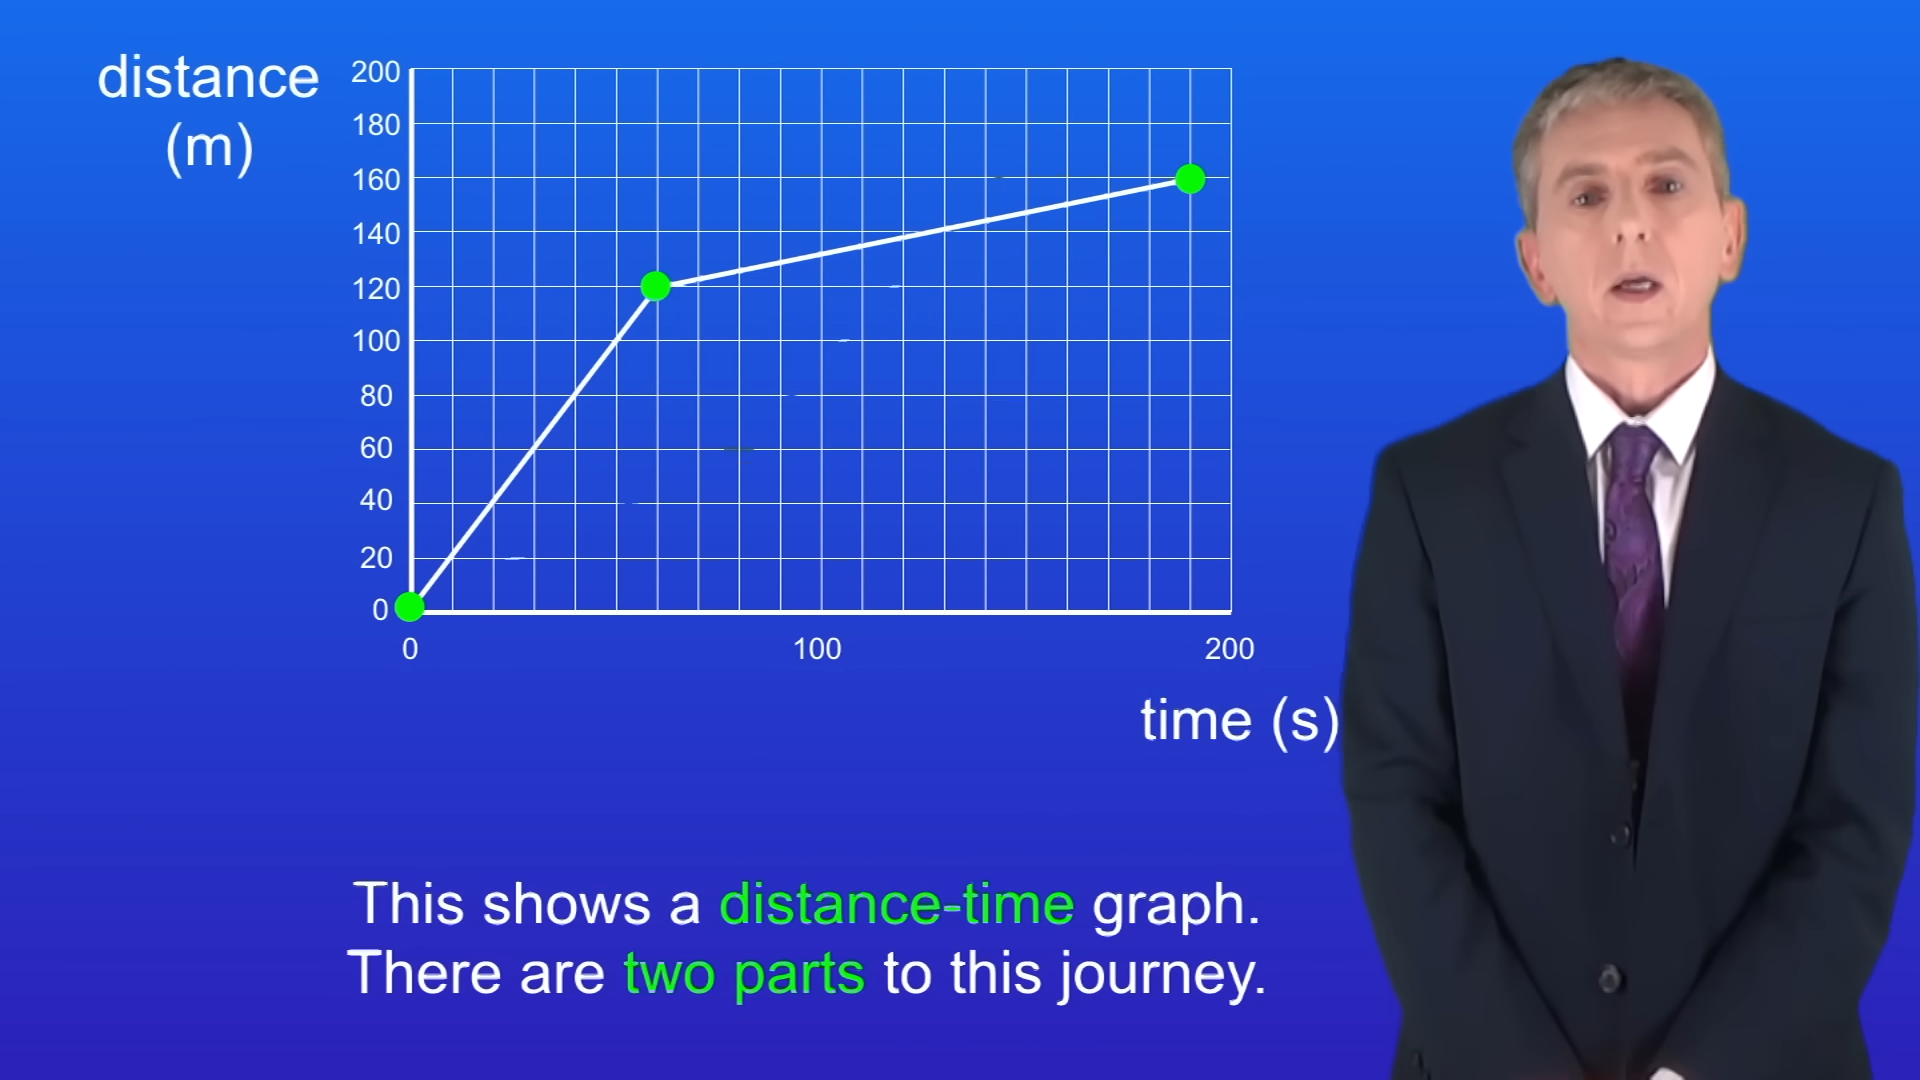 distance
(m)
200
180
160
140
120
100
80
60
40
20
0
0 100 200
time (s)
This shows a distance-time graph.
There are two parts to this journey.